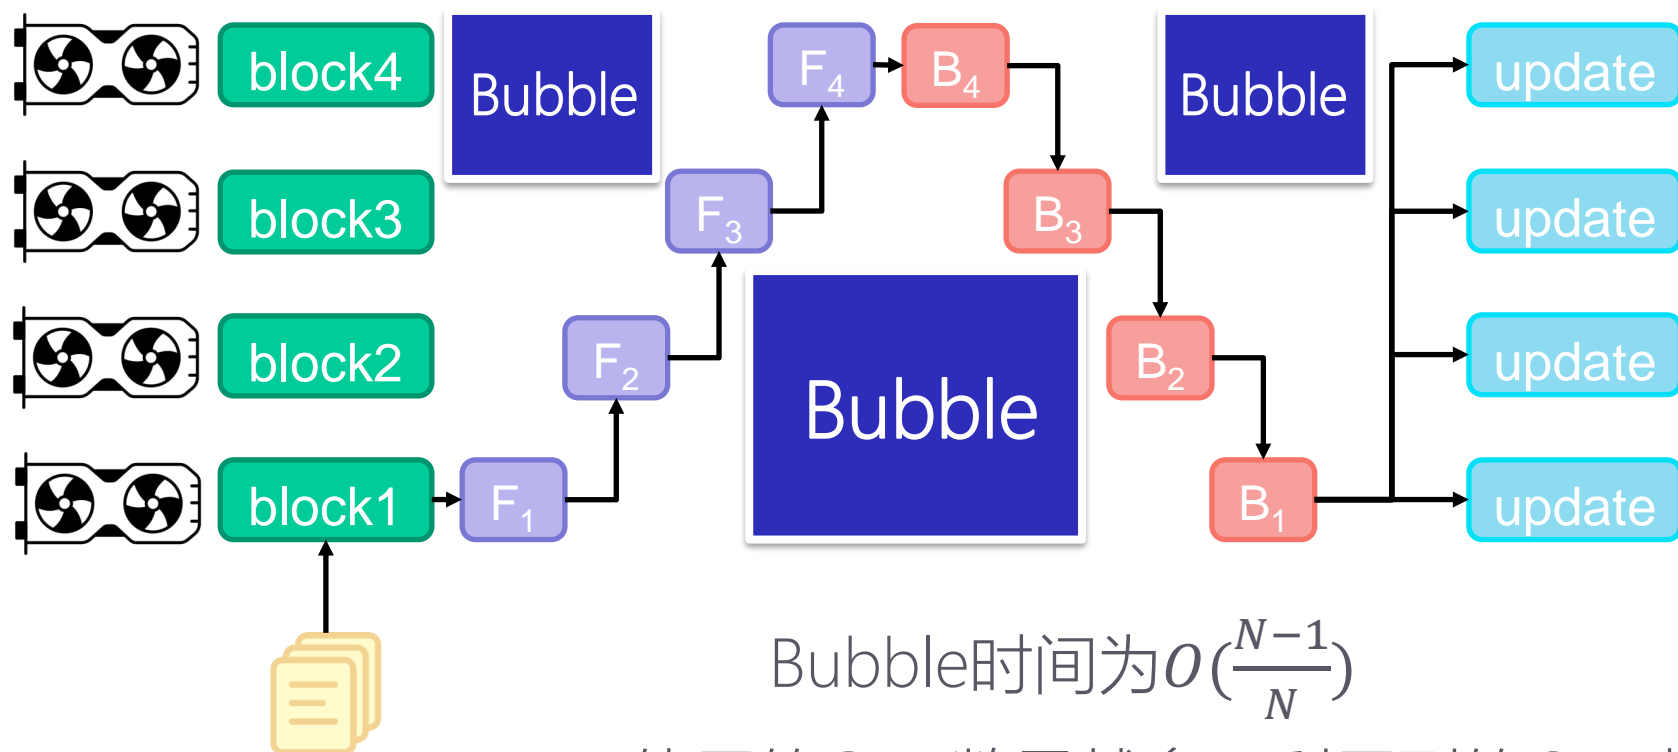 block4
Bubble
F4
B4
Bubble
update
block3
F3
B3
update
block2
F2
Bubble
B2
update
block1
F1
B1
update
Bubble时间为O(N−1/N)